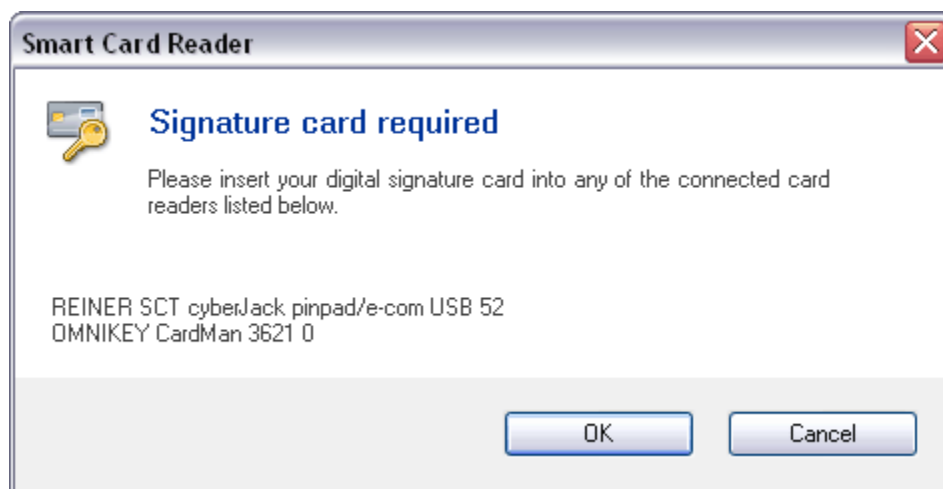 Smart Card Reader
Signature card required
Please insert your digital signature card into any of the connected card
readers listed below.
REINER SCT cyberJack pinpad/e-com USB 52
OMNIKEY CardMan 3621 0
OK
Cancel